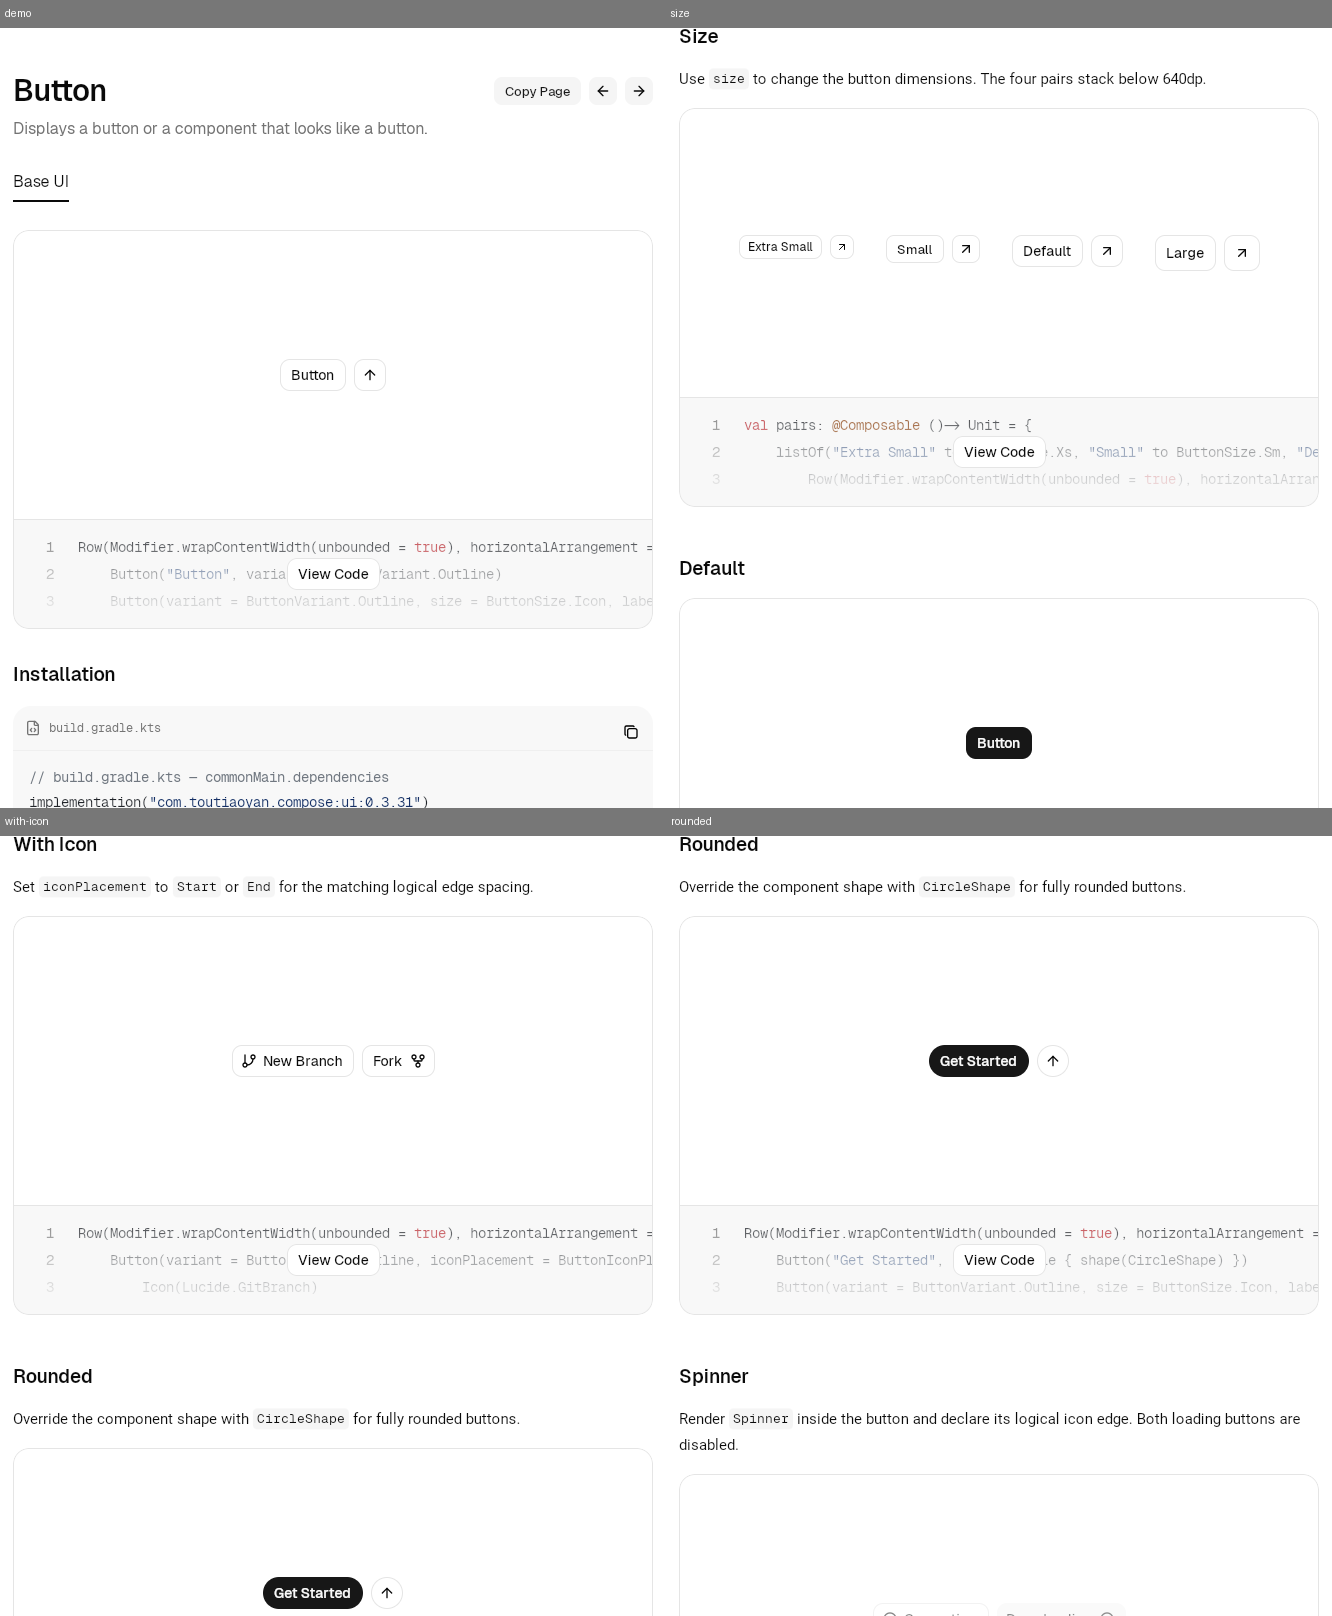 demo
Button
Copy Page
Displays a button or a component that looks like a button.
Base UI
Button
1 Row(Modifier.wrapContentWidth(unbounded = true), horizontalArrangement =
2 Button("Button", varia
View Code
Variant.Outline)
3 Button(variant = ButtonVariant.Outline, size = ButtonSize.Icon, labe
Installation
build.gradle.kts
// build.gradle.kts — commonMain.dependencies
implementation("com.toutiaoyan.compose:ui:0.3.31")
size
Size
Use size to change the button dimensions. The four pairs stack below 640dp.
Extra Small
Small
Default
Large
1 val pairs: @Composable ()-> Unit = {
2 listOf("Extra Small" t
View Code
e.Xs, "Small" to ButtonSize.Sm, "De
3 Row(Modifier.wrapContentWidth(unbounded = true), horizontalArran
Default
Button
with-icon
With Icon
Set iconPlacement to Start or End for the matching logical edge spacing.
New Branch
Fork
1 Row(Modifier.wrapContentWidth(unbounded = true), horizontalArrangement =
2 Button(variant = Butto
View Code
tline, iconPlacement = ButtonIconPl
3 Icon(Lucide.GitBranch)
Rounded
Override the component shape with CircleShape for fully rounded buttons.
Get Started
rounded
Rounded
Override the component shape with CircleShape for fully rounded buttons.
Get Started
1 Row(Modifier.wrapContentWidth(unbounded = true), horizontalArrangement =
2 Button("Get Started",
View Code
le { shape(CircleShape) })
3 Button(variant = ButtonVariant.Outline, size = ButtonSize.Icon, labe
Spinner
Render Spinner inside the button and declare its logical icon edge. Both loading buttons are
disabled.